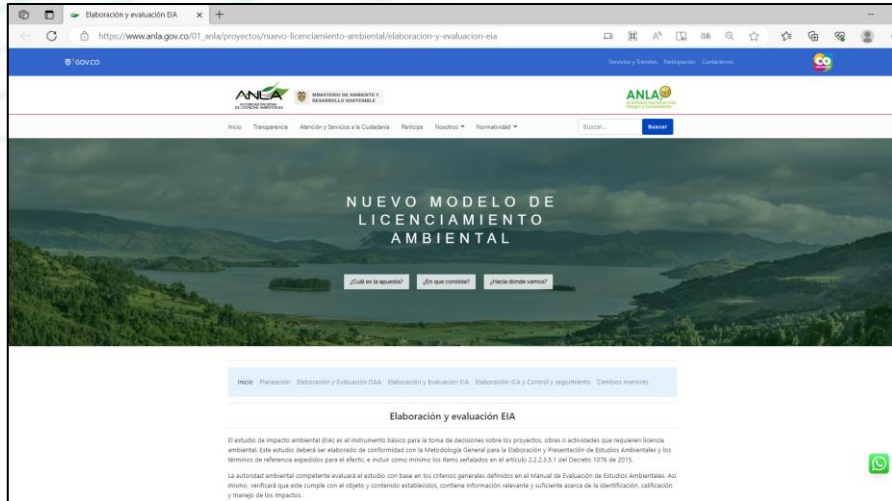 Elaboración y evaluación EIA
https://www.anla.gov.co/01_anla/proyectos/nuevo-licenciamiento-ambiental/elaboracion-y-evaluacion-eia
GOV.CO
Servicios y Trámites Participación Contáctenos
CO
ANLA
AUTORIDAD NACIONAL
DE LICENCIAS AMBIENTALES
MINISTERIO DE AMBIENTE Y
DESARROLLO SOSTENIBLE
ANLA
Inicio Transparencia Atención y Servicios a la Ciudadanía Participa Nosotros Normatividad
Buscar... Buscar
NUEVO MODELO DE
LICENCIAMIENTO
AMBIENTAL
¿Cuál es la apuesta? ¿En que consiste? ¿Hacia dónde vamos?
Inicio Planeación Elaboración y Evaluación DAA Elaboración y Evaluación EIA Elaboración ICA y Control y seguimiento Cambios menores
Elaboración y evaluación EIA
El estudio de impacto ambiental (EIA) es el instrumento básico para la toma de decisiones sobre los proyectos, obras o actividades que requieren licencia
ambiental. Este estudio deberá ser elaborado de conformidad con la Metodología General para la Elaboración y Presentación de Estudios Ambientales y los
términos de referencia expedidos para el efecto, e incluir como mínimo los ítems señalados en el artículo 2.2.2.3.5.1 del Decreto 1076 de 2015.
La autoridad ambiental competente evaluará el estudio con base en los criterios generales definidos en el Manual de Evaluación de Estudios Ambientales. Así
mismo, verificará que este cumple con el objeto y contenido establecidos, contiene información relevante y suficiente acerca de la identificación, calificación
y manejo de los impactos.